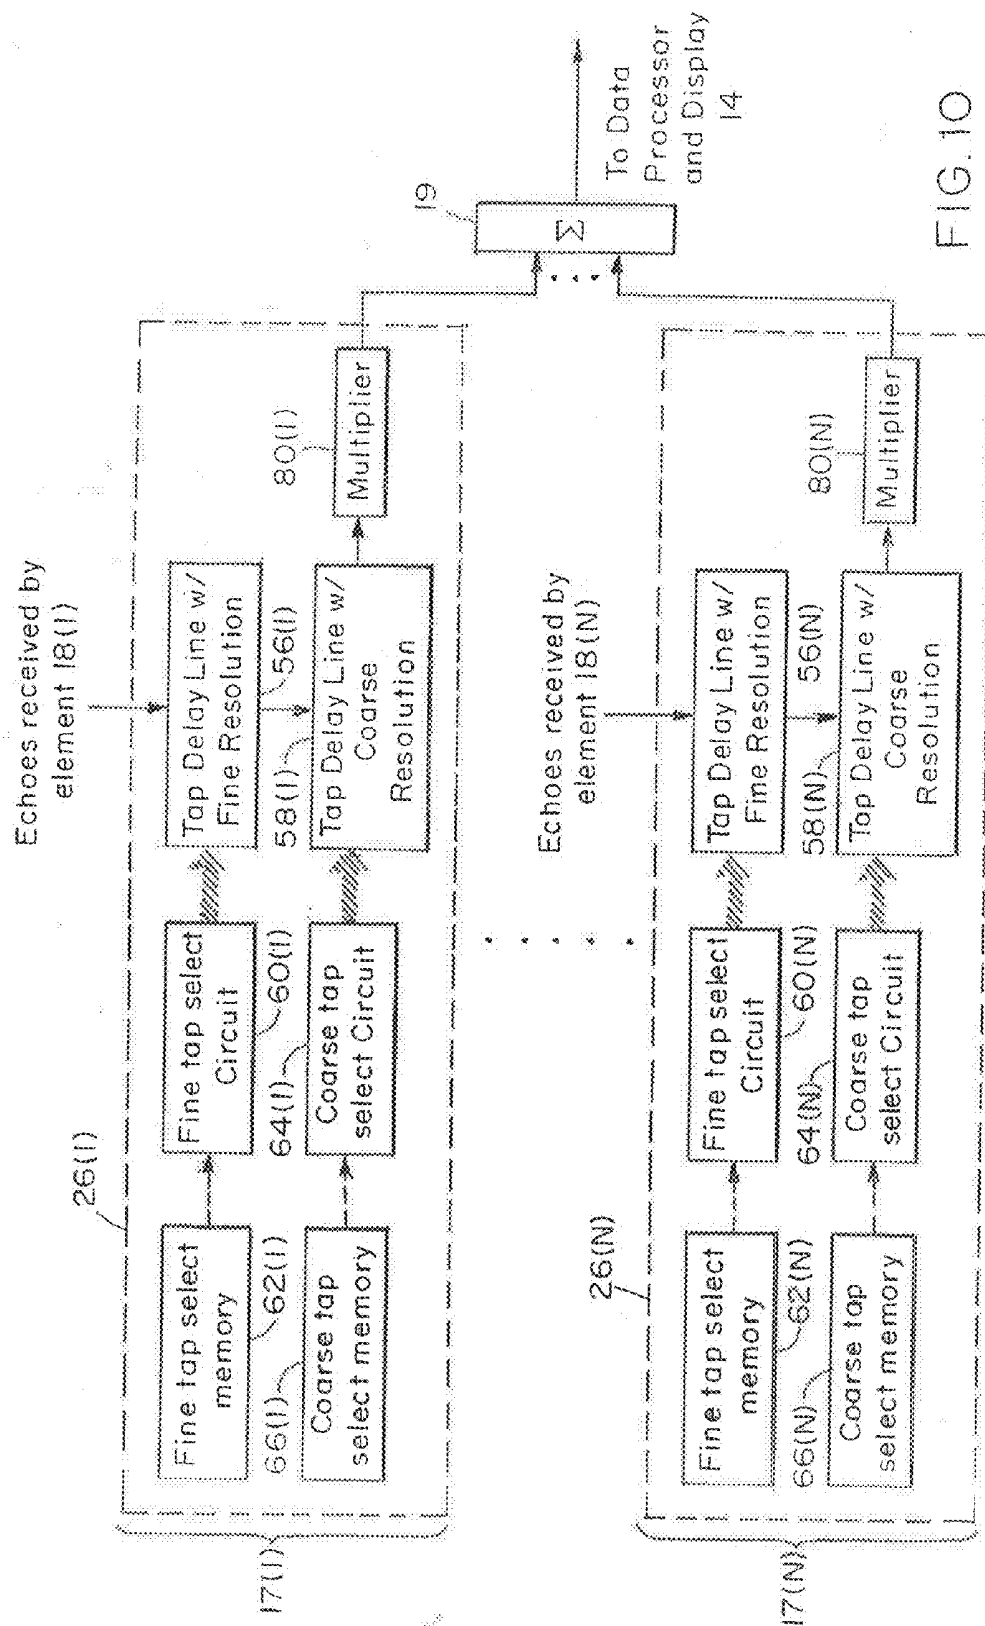 Echoes received by
element 18(1)
26(1)
Fine tap select
memory
62(1)
66(1)
Coarse tap
select memory
Fine tap select
Circuit
60(1)
64(1)
Coarse tap
select Circuit
Tap Delay Line w/
Fine Resolution
56(1)
58(1)
Tap Delay Line w/
Coarse
Resolution
80(1)
Multiplier
17(1)
19
Σ
To Data
Processor
and Display
14
Echoes received by
element 18(N)
26(N)
Fine tap select
memory
62(N)
66(N)
Coarse tap
select memory
Fine tap select
Circuit
60(N)
64(N)
Coarse tap
select Circuit
Tap Delay Line w/
Fine Resolution
56(N)
58(N)
Tap Delay Line w/
Coarse
Resolution
80(N)
Multiplier
17(N)
FIG. 10